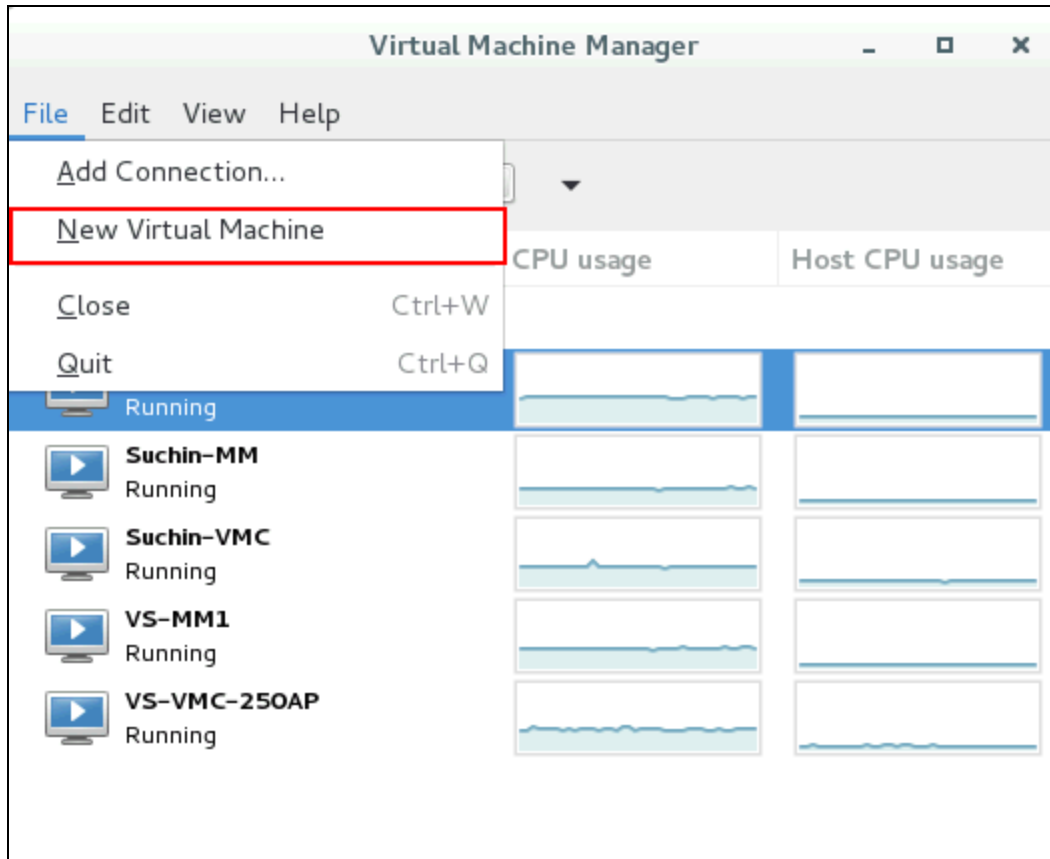 Virtual Machine Manager
File Edit View Help
Add Connection...
New Virtual Machine
CPU usage Host CPU usage
Close Ctrl+W
Quit Ctrl+Q
Running
Suchin-MM
Running
Suchin-VMC
Running
VS-MM1
Running
VS-VMC-250AP
Running